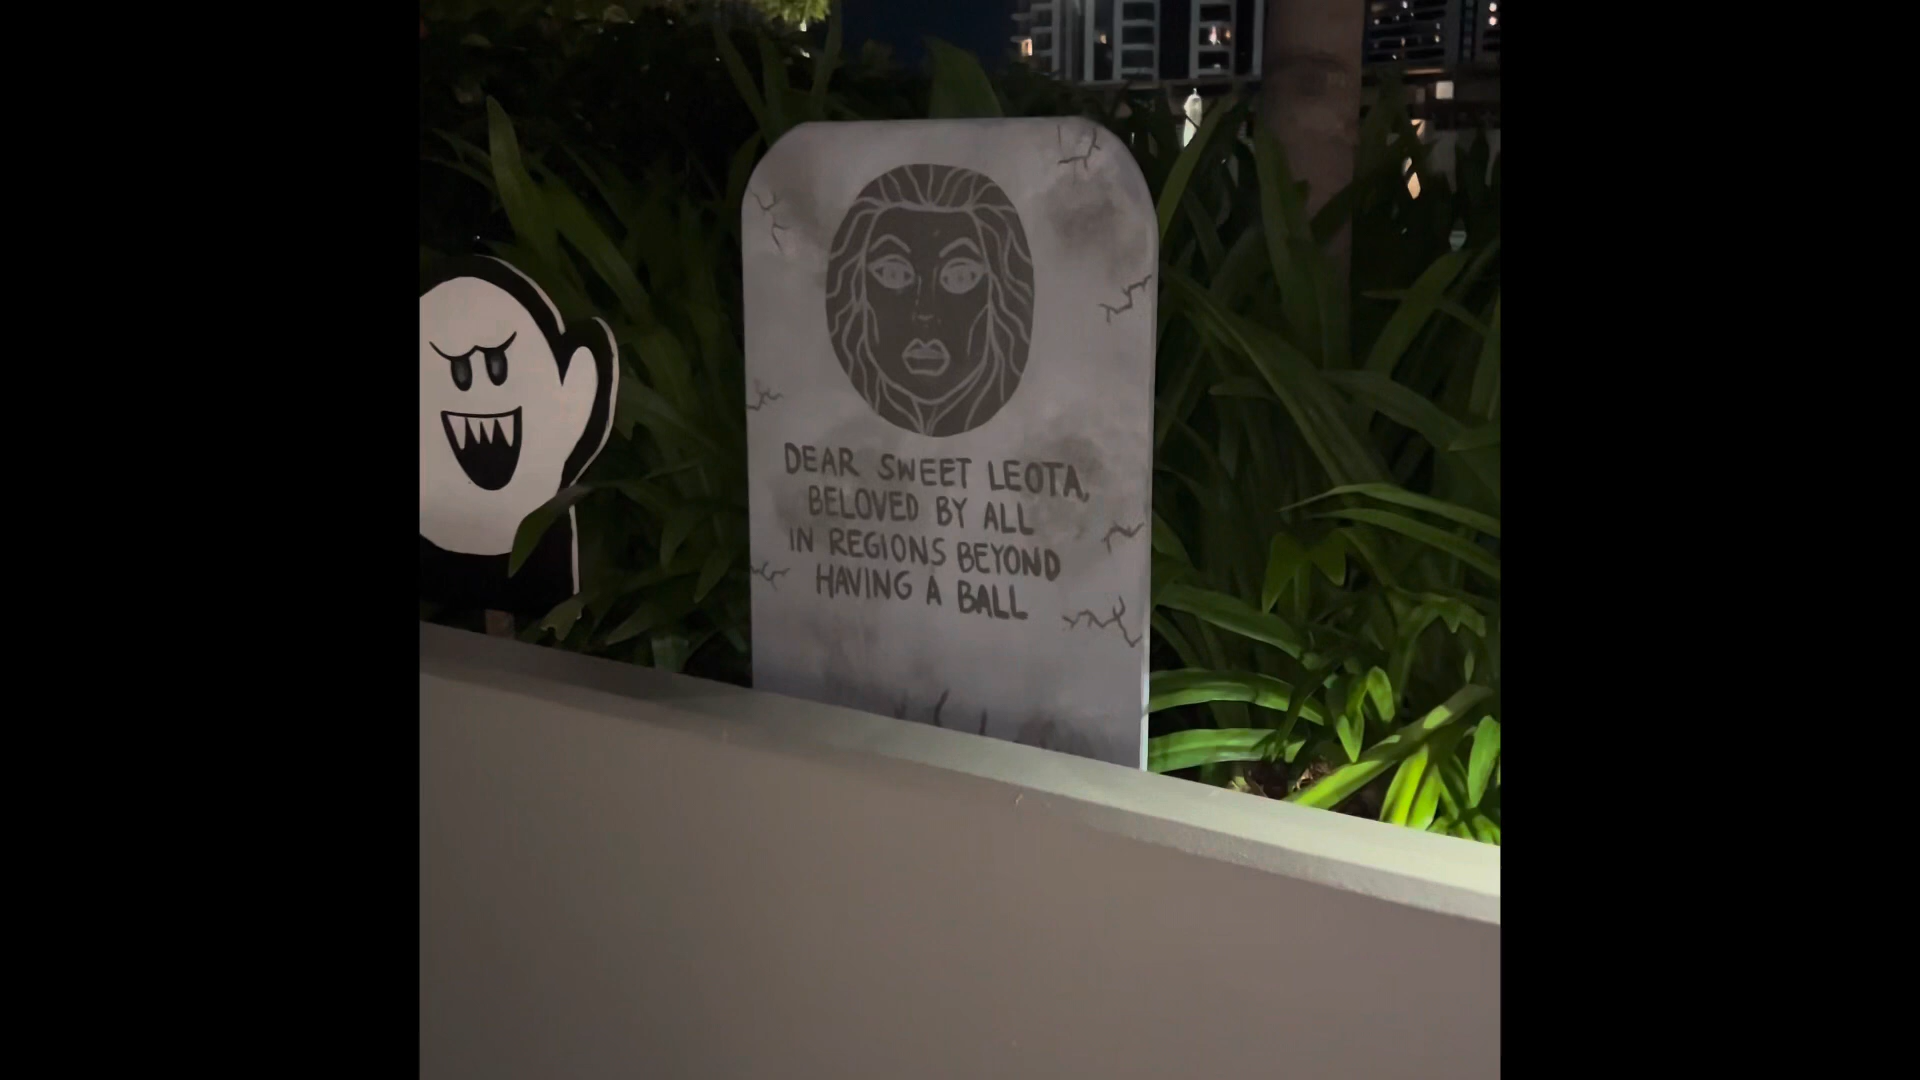 DEAR SWEET LEOTA,
BELOVED BY ALL
IN REGIONS BEYOND
HAVING A BALL